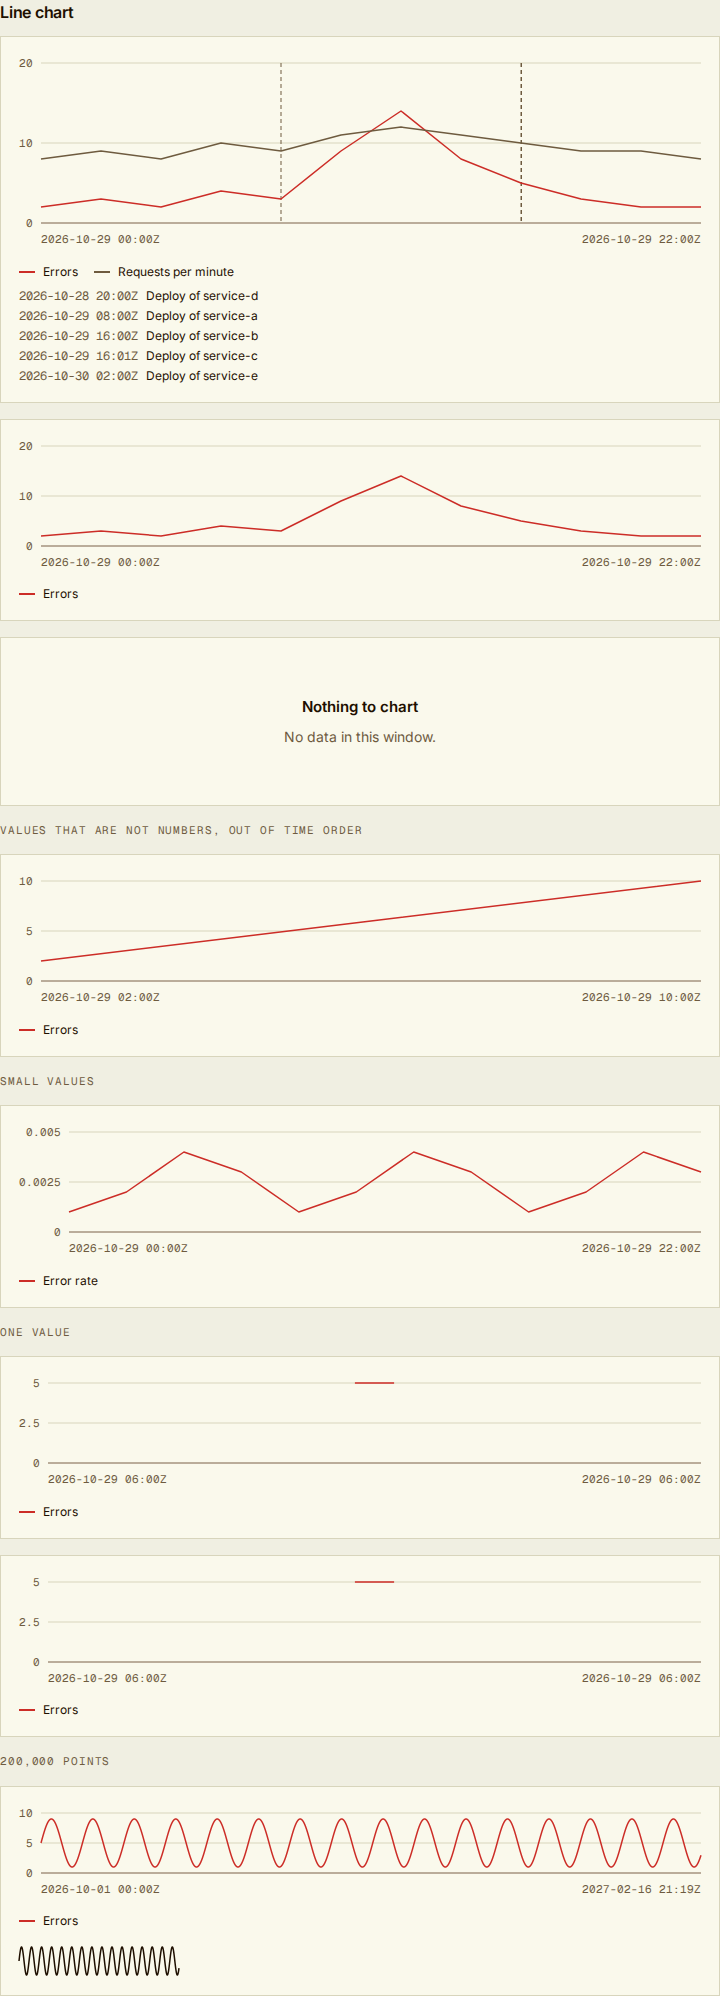 Line chart
20
10
0
2026-10-29 00:00Z 2026-10-29 22:00Z
Errors Requests per minute
2026-10-28 20:00Z Deploy of service-d
2026-10-29 08:00Z Deploy of service-a
2026-10-29 16:00Z Deploy of service-b
2026-10-29 16:01Z Deploy of service-c
2026-10-30 02:00Z Deploy of service-e
20
10
0
2026-10-29 00:00Z 2026-10-29 22:00Z
Errors
Nothing to chart
No data in this window.
VALUES THAT ARE NOT NUMBERS, OUT OF TIME ORDER
10
5
0
2026-10-29 02:00Z 2026-10-29 10:00Z
Errors
SMALL VALUES
0.005
0.0025
0
2026-10-29 00:00Z 2026-10-29 22:00Z
Error rate
ONE VALUE
5
2.5
0
2026-10-29 06:00Z 2026-10-29 06:00Z
Errors
5
2.5
0
2026-10-29 06:00Z 2026-10-29 06:00Z
Errors
200,000 POINTS
10
5
0
2026-10-01 00:00Z 2027-02-16 21:19Z
Errors